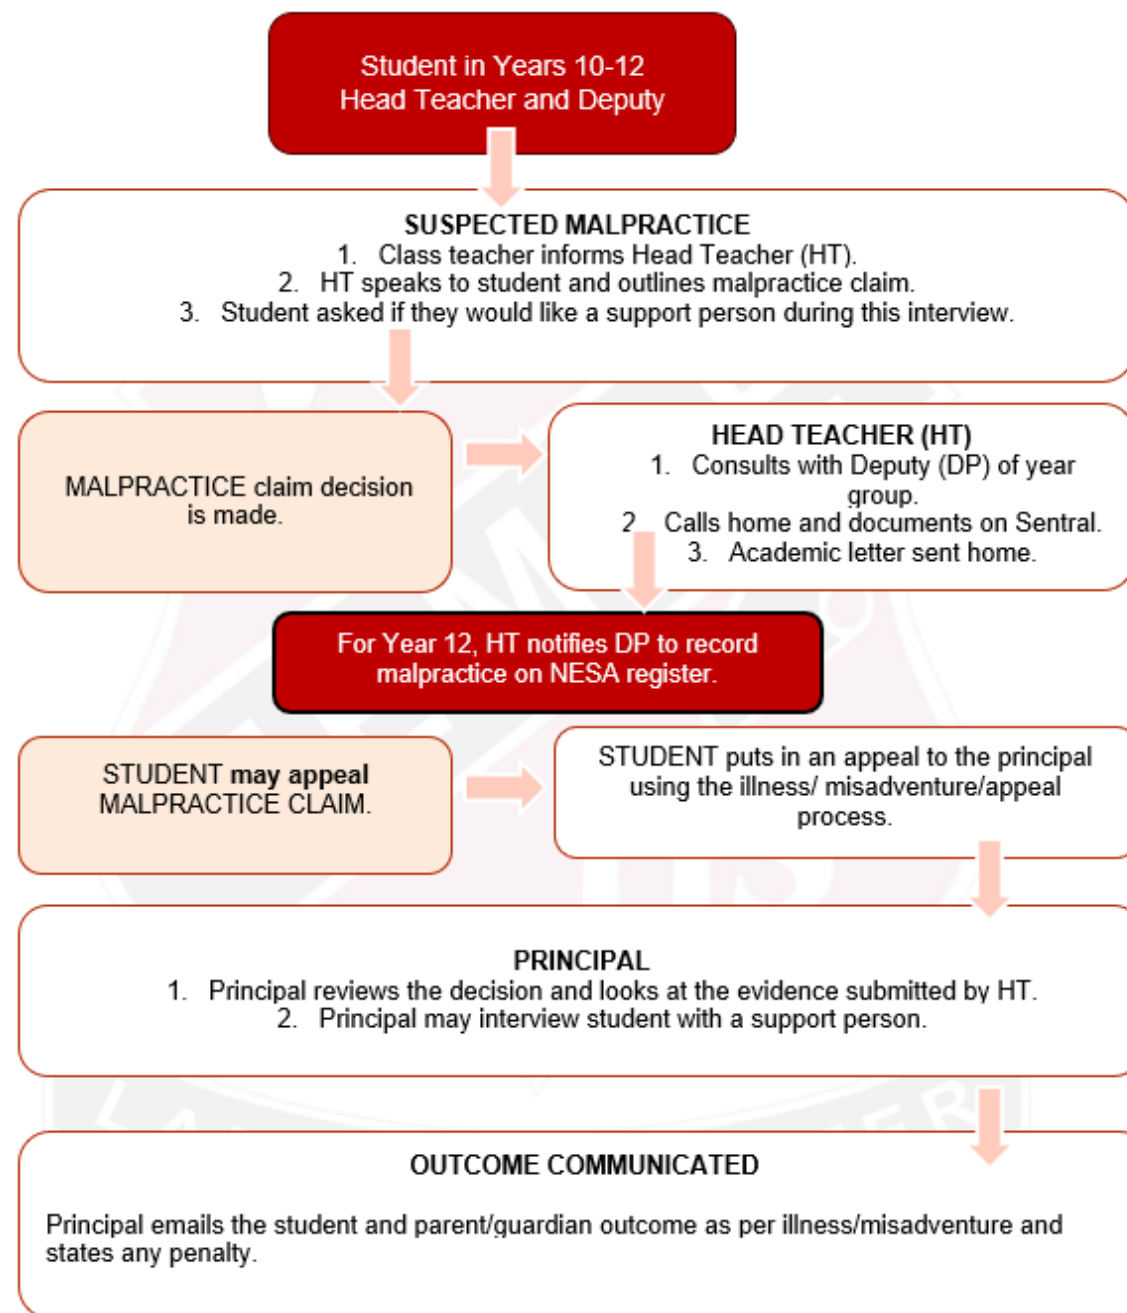 Student in Years 10-12
Head Teacher and Deputy
SUSPECTED MALPRACTICE
1. Class teacher informs Head Teacher (HT).
2. HT speaks to student and outlines malpractice claim.
3. Student asked if they would like a support person during this interview.
MALPRACTICE claim decision
is made.
HEAD TEACHER (HT)
1. Consults with Deputy (DP) of year
group.
2 Calls home and documents on Sentral.
3. Academic letter sent home.
For Year 12, HT notifies DP to record
malpractice on NESA register.
STUDENT may appeal
MALPRACTICE CLAIM.
STUDENT puts in an appeal to the principal
using the illness/ misadventure/appeal
process.
PRINCIPAL
1. Principal reviews the decision and looks at the evidence submitted by HT.
2. Principal may interview student with a support person.
OUTCOME COMMUNICATED
Principal emails the student and parent/guardian outcome as per illness/misadventure and
states any penalty.